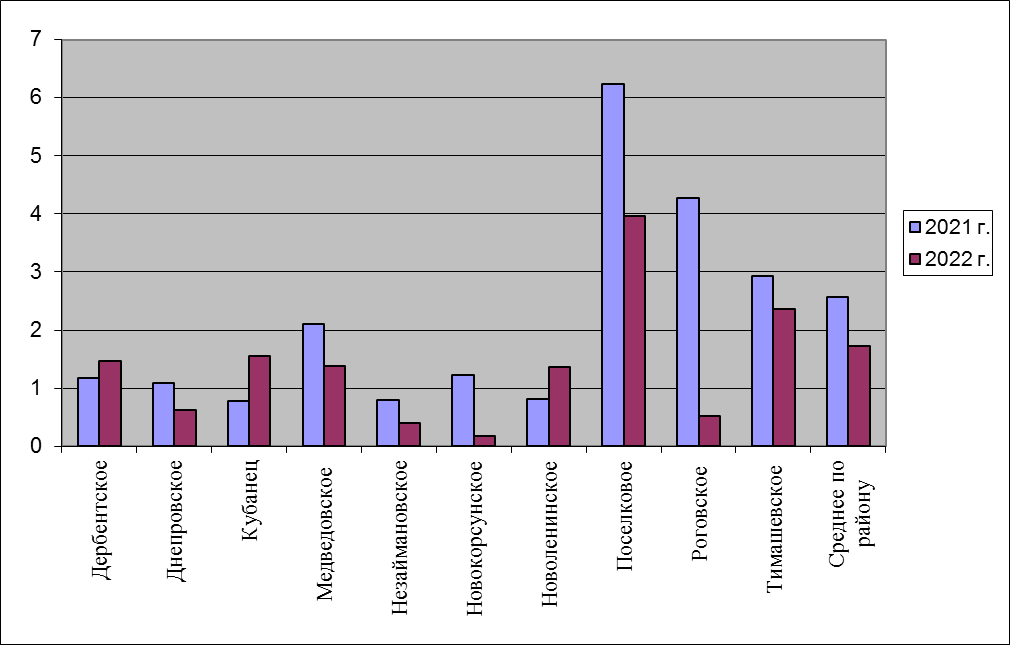 7
6
5
4
3
2
1
0
Дербентское
Днепровское
Кубанец
Медведовское
Незаймановское
Новокорсунское
Новоленинское
Поселковое
Роговское
Тимашевское
Среднее по
району
2021 г.
2022 г.